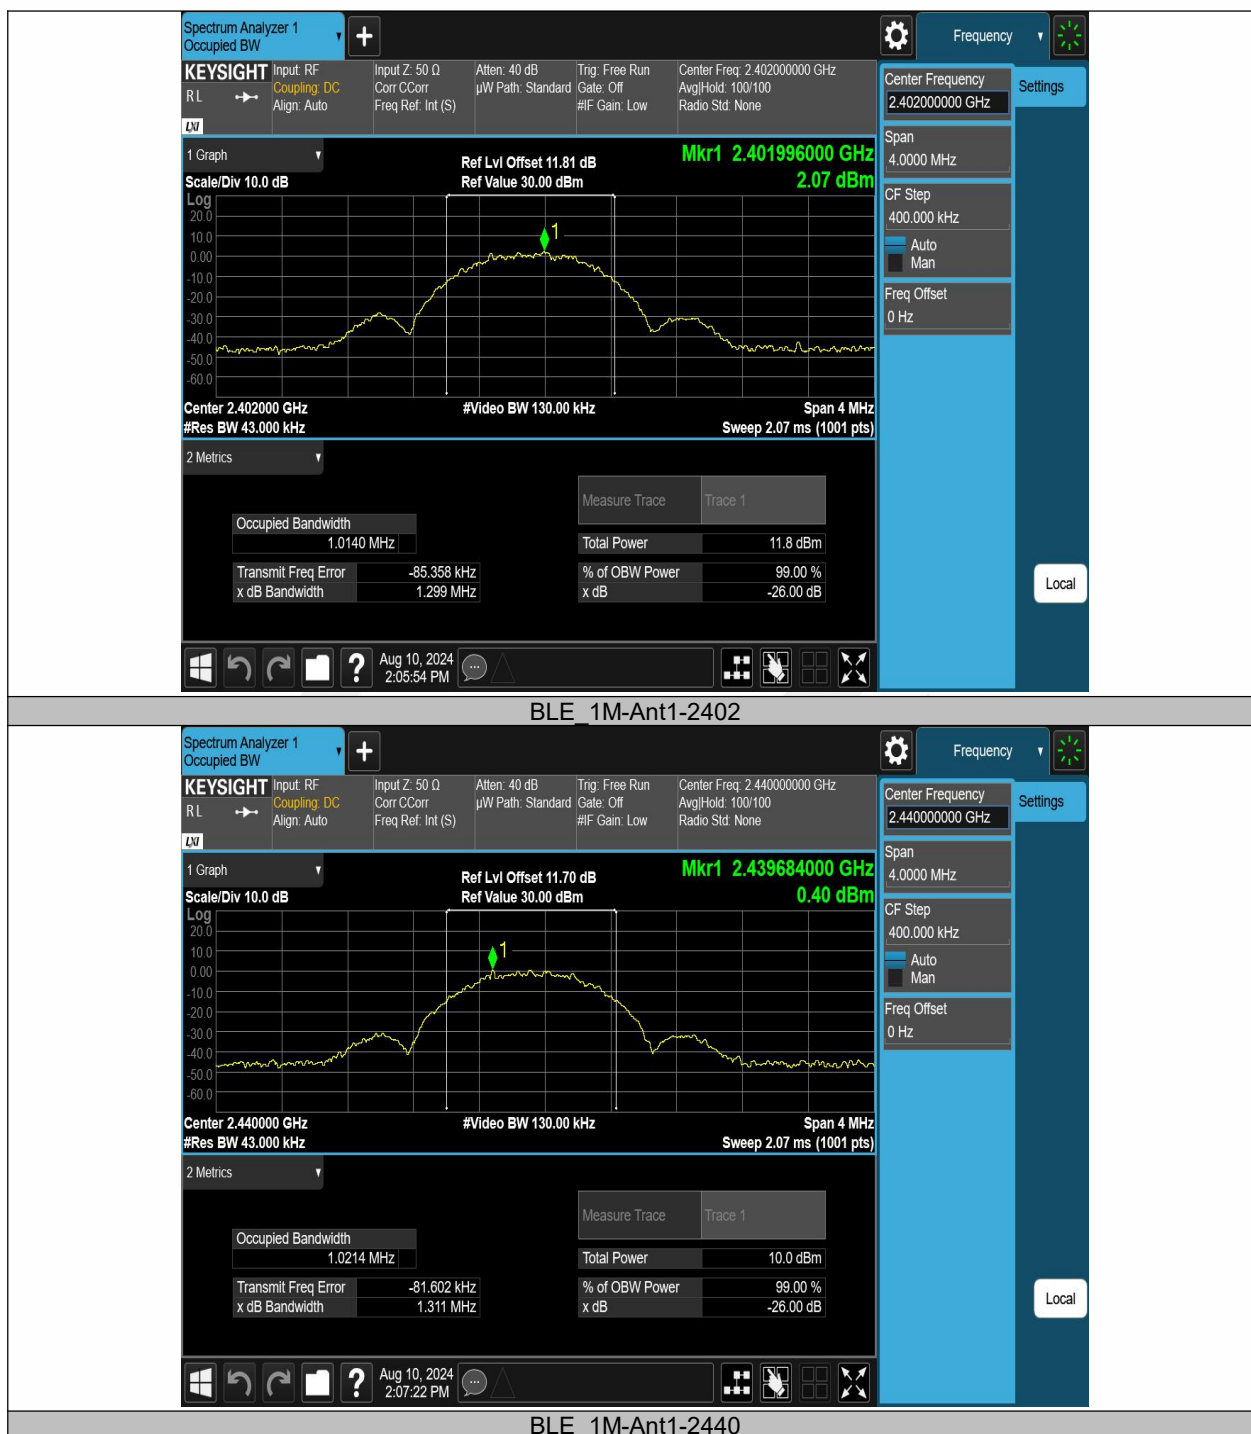 Spectrum Analyzer 1
Occupied BW
Frequency
KEYSIGHT
RL
LXI
Input: RF
Coupling: DC
Align: Auto
Input Z: 50 Ω
Corr CCorr
Freq Ref: Int (S)
Atten: 40 dB
µW Path: Standard
Trig: Free Run
Gate: Off
#IF Gain: Low
Center Freq: 2.402000000 GHz
Avg|Hold: 100/100
Radio Std: None
Center Frequency
2.402000000 GHz
Settings
Span
4.0000 MHz
CF Step
400.000 kHz
Auto
Man
Freq Offset
0 Hz
Local
1 Graph
Scale/Div 10.0 dB
Ref Lvl Offset 11.81 dB
Ref Value 30.00 dBm
Mkr1 2.401996000 GHz
2.07 dBm
Log
20.0
10.0
0.00
-10.0
-20.0
-30.0
-40.0
-50.0
-60.0
1
Center 2.402000 GHz
#Res BW 43.000 kHz
#Video BW 130.00 kHz
Span 4 MHz
Sweep 2.07 ms (1001 pts)
2 Metrics
Measure Trace Trace 1
Occupied Bandwidth
1.0140 MHz
Total Power 11.8 dBm
Transmit Freq Error -85.358 kHz
% of OBW Power 99.00 %
x dB Bandwidth 1.299 MHz
x dB -26.00 dB
?
Aug 10, 2024
2:05:54 PM
BLE_1M-Ant1-2402
Spectrum Analyzer 1
Occupied BW
Frequency
KEYSIGHT
RL
LXI
Input: RF
Coupling: DC
Align: Auto
Input Z: 50 Ω
Corr CCorr
Freq Ref: Int (S)
Atten: 40 dB
µW Path: Standard
Trig: Free Run
Gate: Off
#IF Gain: Low
Center Freq: 2.440000000 GHz
Avg|Hold: 100/100
Radio Std: None
Center Frequency
2.440000000 GHz
Settings
Span
4.0000 MHz
CF Step
400.000 kHz
Auto
Man
Freq Offset
0 Hz
Local
1 Graph
Scale/Div 10.0 dB
Ref Lvl Offset 11.70 dB
Ref Value 30.00 dBm
Mkr1 2.439684000 GHz
0.40 dBm
Log
20.0
10.0
0.00
-10.0
-20.0
-30.0
-40.0
-50.0
-60.0
1
Center 2.440000 GHz
#Res BW 43.000 kHz
#Video BW 130.00 kHz
Span 4 MHz
Sweep 2.07 ms (1001 pts)
2 Metrics
Measure Trace Trace 1
Occupied Bandwidth
1.0214 MHz
Total Power 10.0 dBm
Transmit Freq Error -81.602 kHz
% of OBW Power 99.00 %
x dB Bandwidth 1.311 MHz
x dB -26.00 dB
?
Aug 10, 2024
2:07:22 PM
BLE_1M-Ant1-2440